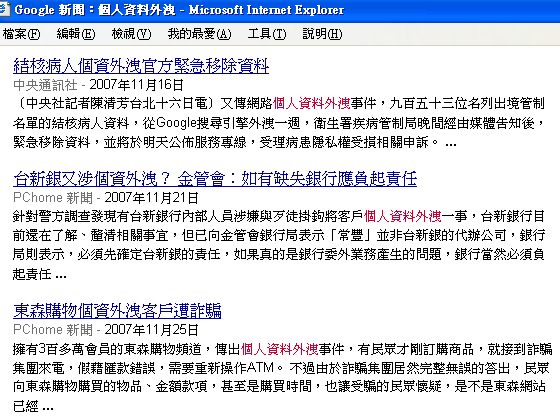 Google 新聞：個人資料外洩 - Microsoft Internet Explorer
檔案(F) 編輯(E) 檢視(V) 我的最愛(A) 工具(T) 說明(H)
結核病人個資外洩官方緊急移除資料
中央通訊社 - 2007年11月16日
〔中央社記者陳清芳台北十六日電〕又傳網路個人資料外洩事件，九百五十三位名列出境管制
名單的結核病人資料，從Google搜尋引擎外洩一週，衛生署疾病管制局晚間經由媒體告知後，
緊急移除資料，並將於明天公佈服務專線，受理病患隱私權受損相關申訴。 ...
台新銀又涉個資外洩？ 金管會：如有缺失銀行應負起責任
PChome 新聞 - 2007年11月21日
針對警方調查發現有台新銀行內部人員涉嫌與歹徒掛鉤將客戶個人資料外洩一事，台新銀行目
前還在了解、釐清相關事宜，但已向金管會銀行局表示「常豐」並非台新銀的代辦公司，銀行
局則表示，必須先確定台新銀的責任，如果真的是銀行委外業務產生的問題，銀行當然必須負
起責任 ...
東森購物個資外洩客戶遭詐騙
PChome 新聞 - 2007年11月25日
擁有3百多萬會員的東森購物頻道，傳出個人資料外洩事件，有民眾才剛訂購商品，就接到詐騙
集團來電，假藉匯款錯誤，需要重新操作ATM。 不過由於詐騙集團居然完整無誤的答出，民眾
向東森購物購買的物品、金額款項，甚至是購買時間，也讓受騙的民眾懷疑，是不是東森網站
已經 ...